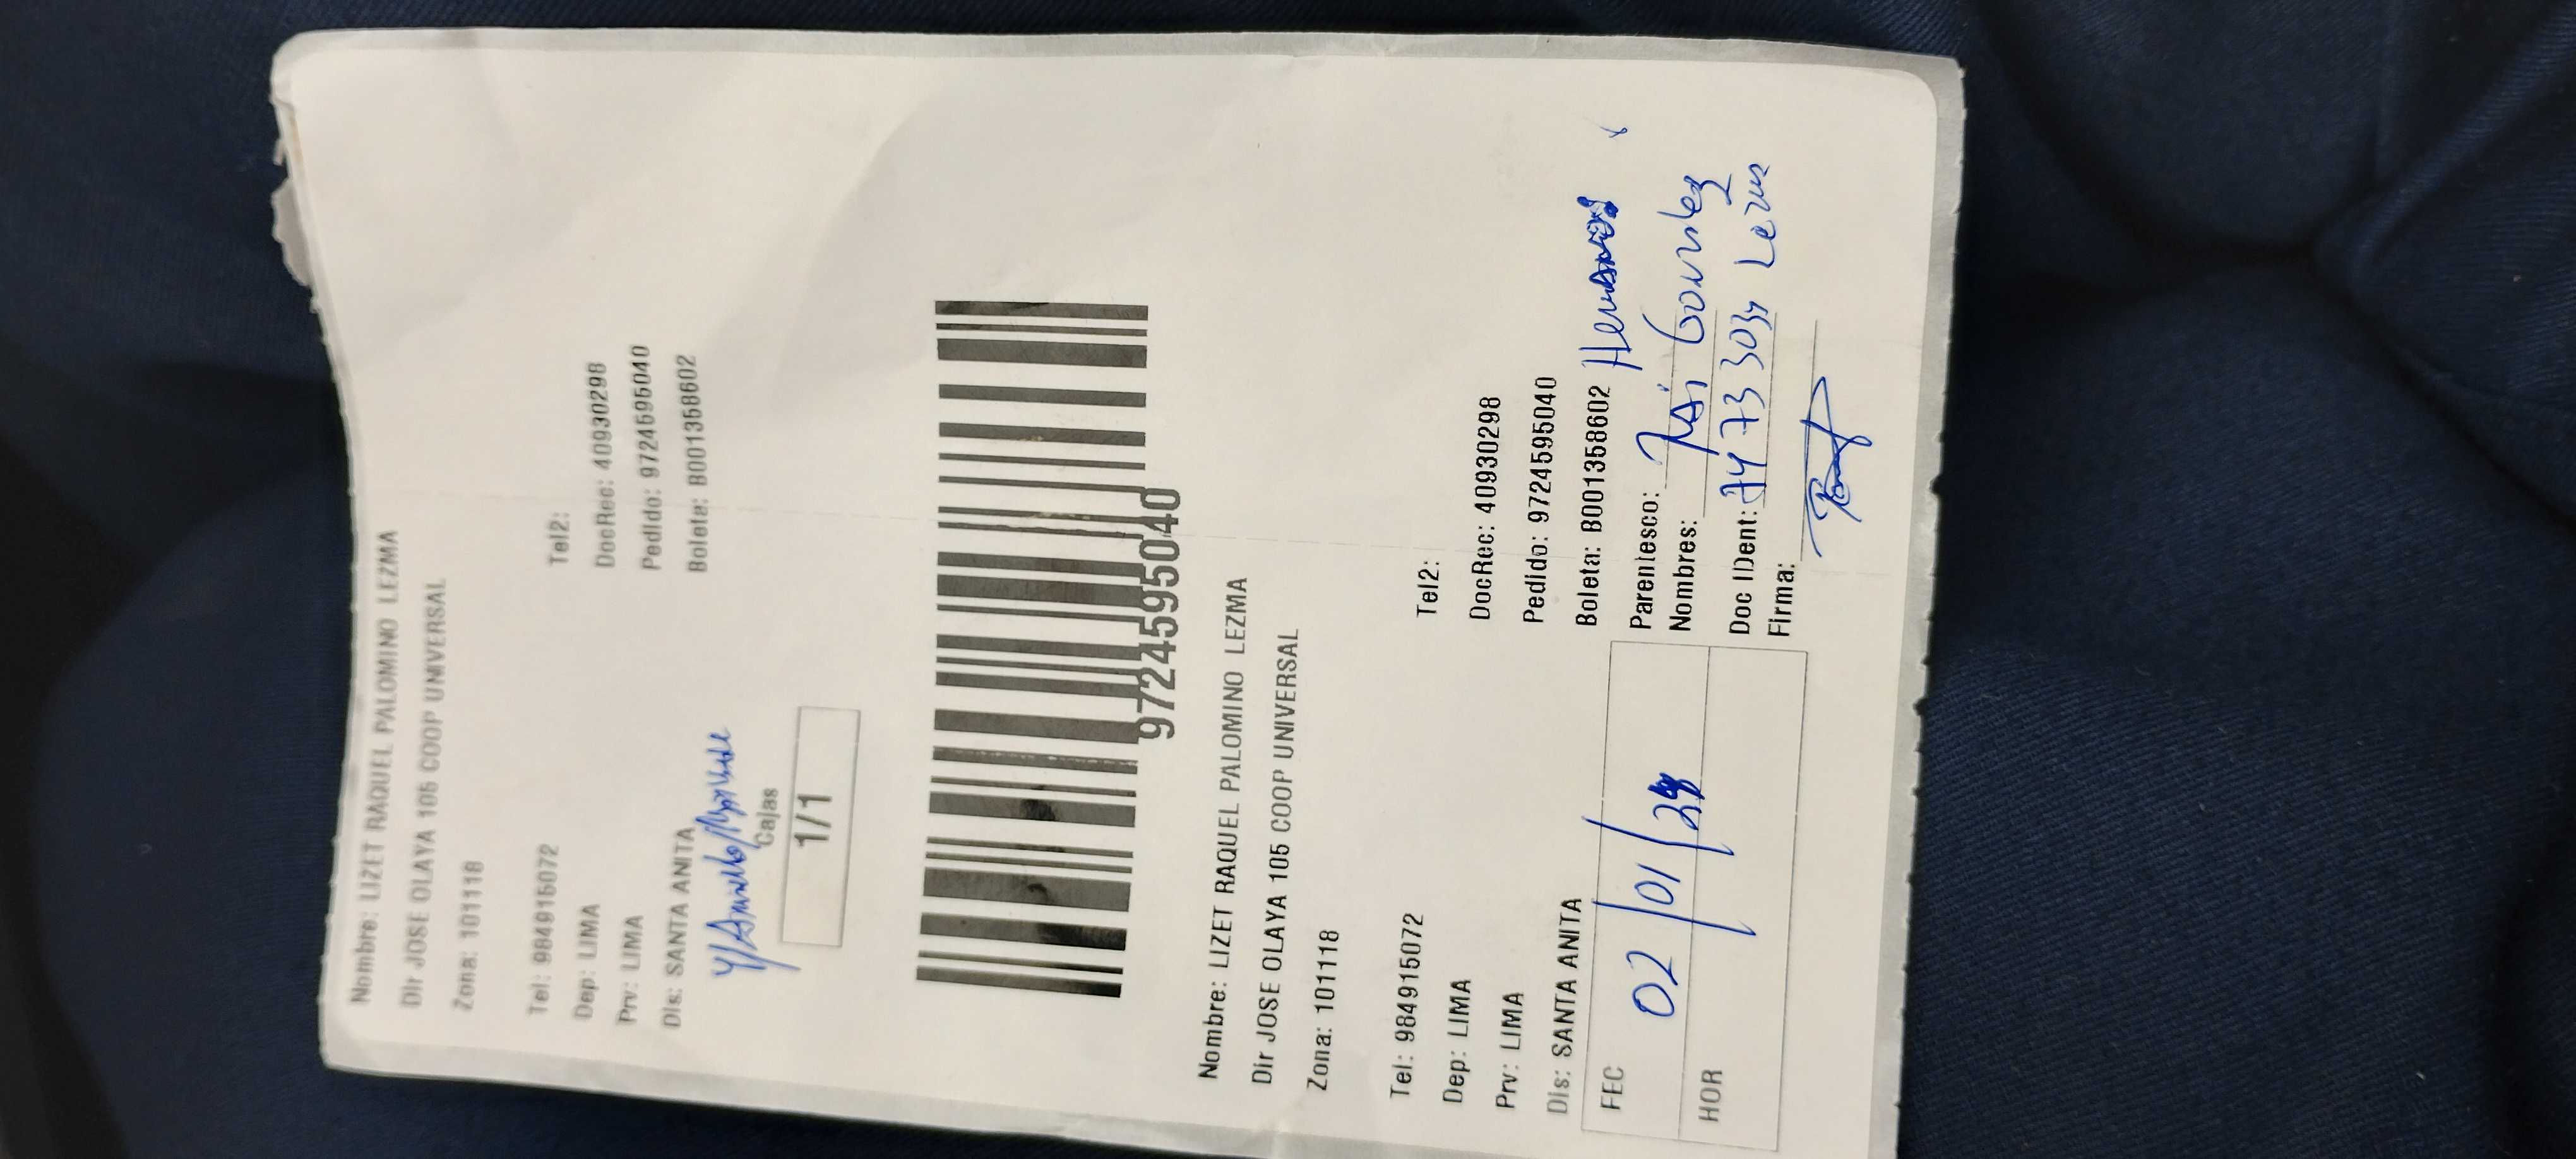 Nombre: LIZET RAQUEL PALOMINO LEZMA
Dir JOSE OLAYA 105 COOP UNIVERSAL
Zona: 101118
Tel: 984915072 Tel2:
Dep: LIMA DocRec: 40930298
Prv: LIMA Pedido: 9724595040
Dis: SANTA ANITA Boleta: B001358602
Cajas
1/1
9724595040
Nombre: LIZET RAQUEL PALOMINO LEZMA
Dir JOSE OLAYA 105 COOP UNIVERSAL
Zona: 101118
Tel: 984915072 Tel2:
Dep: LIMA DocRec: 40930298
Prv: LIMA Pedido: 9724595040
Dis: SANTA ANITA Boleta: B001358602
FEC 02/01/ Parentesco:
HOR Nombres:
Doc IDent:
Firma: